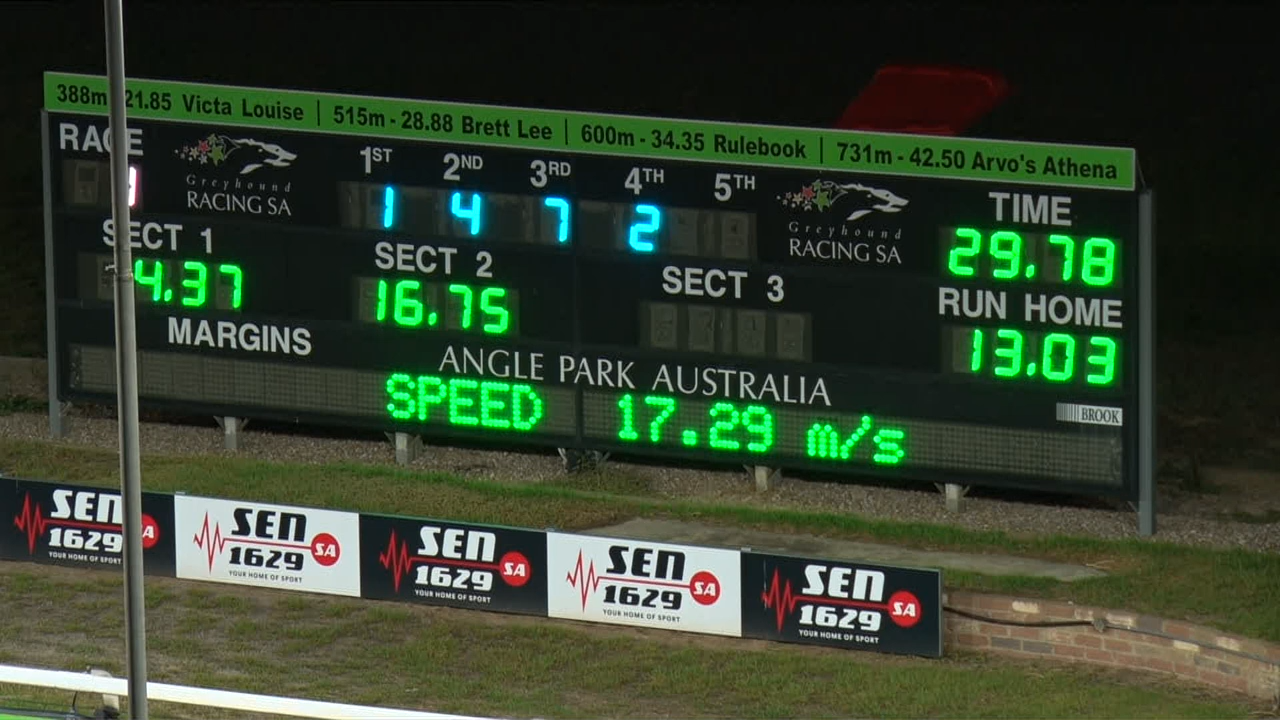 388m 21.85 Victa Louise | 515m - 28.88 Brett Lee | 600m - 34.35 Rulebook | 731m - 42.50 Arvo's Athena
RACE
Greyhound
RACING SA
1ST 2ND 3RD 4TH 5TH
1 4 7 2
Greyhound
RACING SA
TIME
29.78
SECT 1
4.37
SECT 2
16.75
SECT 3
RUN HOME
13.03
MARGINS
ANGLE PARK AUSTRALIA
SPEED 17.29 m/s
BROOK
SEN
1629 SA
YOUR HOME OF SPORT
SEN
1629 SA
YOUR HOME OF SPORT
SEN
1629 SA
YOUR HOME OF SPORT
SEN
1629 SA
YOUR HOME OF SPORT
SEN
1629 SA
YOUR HOME OF SPORT